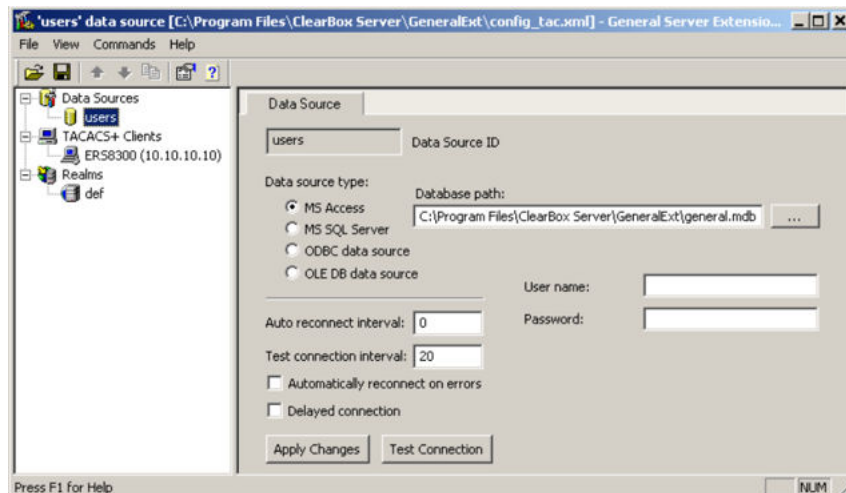 'users' data source [C:\Program Files\ClearBox Server\GeneralExt\config_tac.xml] - General Server Extensio...
File View Commands Help
Data Sources
users
TACACS+ Clients
ERS8300 (10.10.10.10)
Realms
def
Data Source
users
Data Source ID
Data source type:
MS Access
MS SQL Server
ODBC data source
OLE DB data source
Database path:
C:\Program Files\ClearBox Server\GeneralExt\general.mdb
...
User name:
Password:
Auto reconnect interval: 0
Test connection interval: 20
Automatically reconnect on errors
Delayed connection
Apply Changes Test Connection
Press F1 for Help NUM